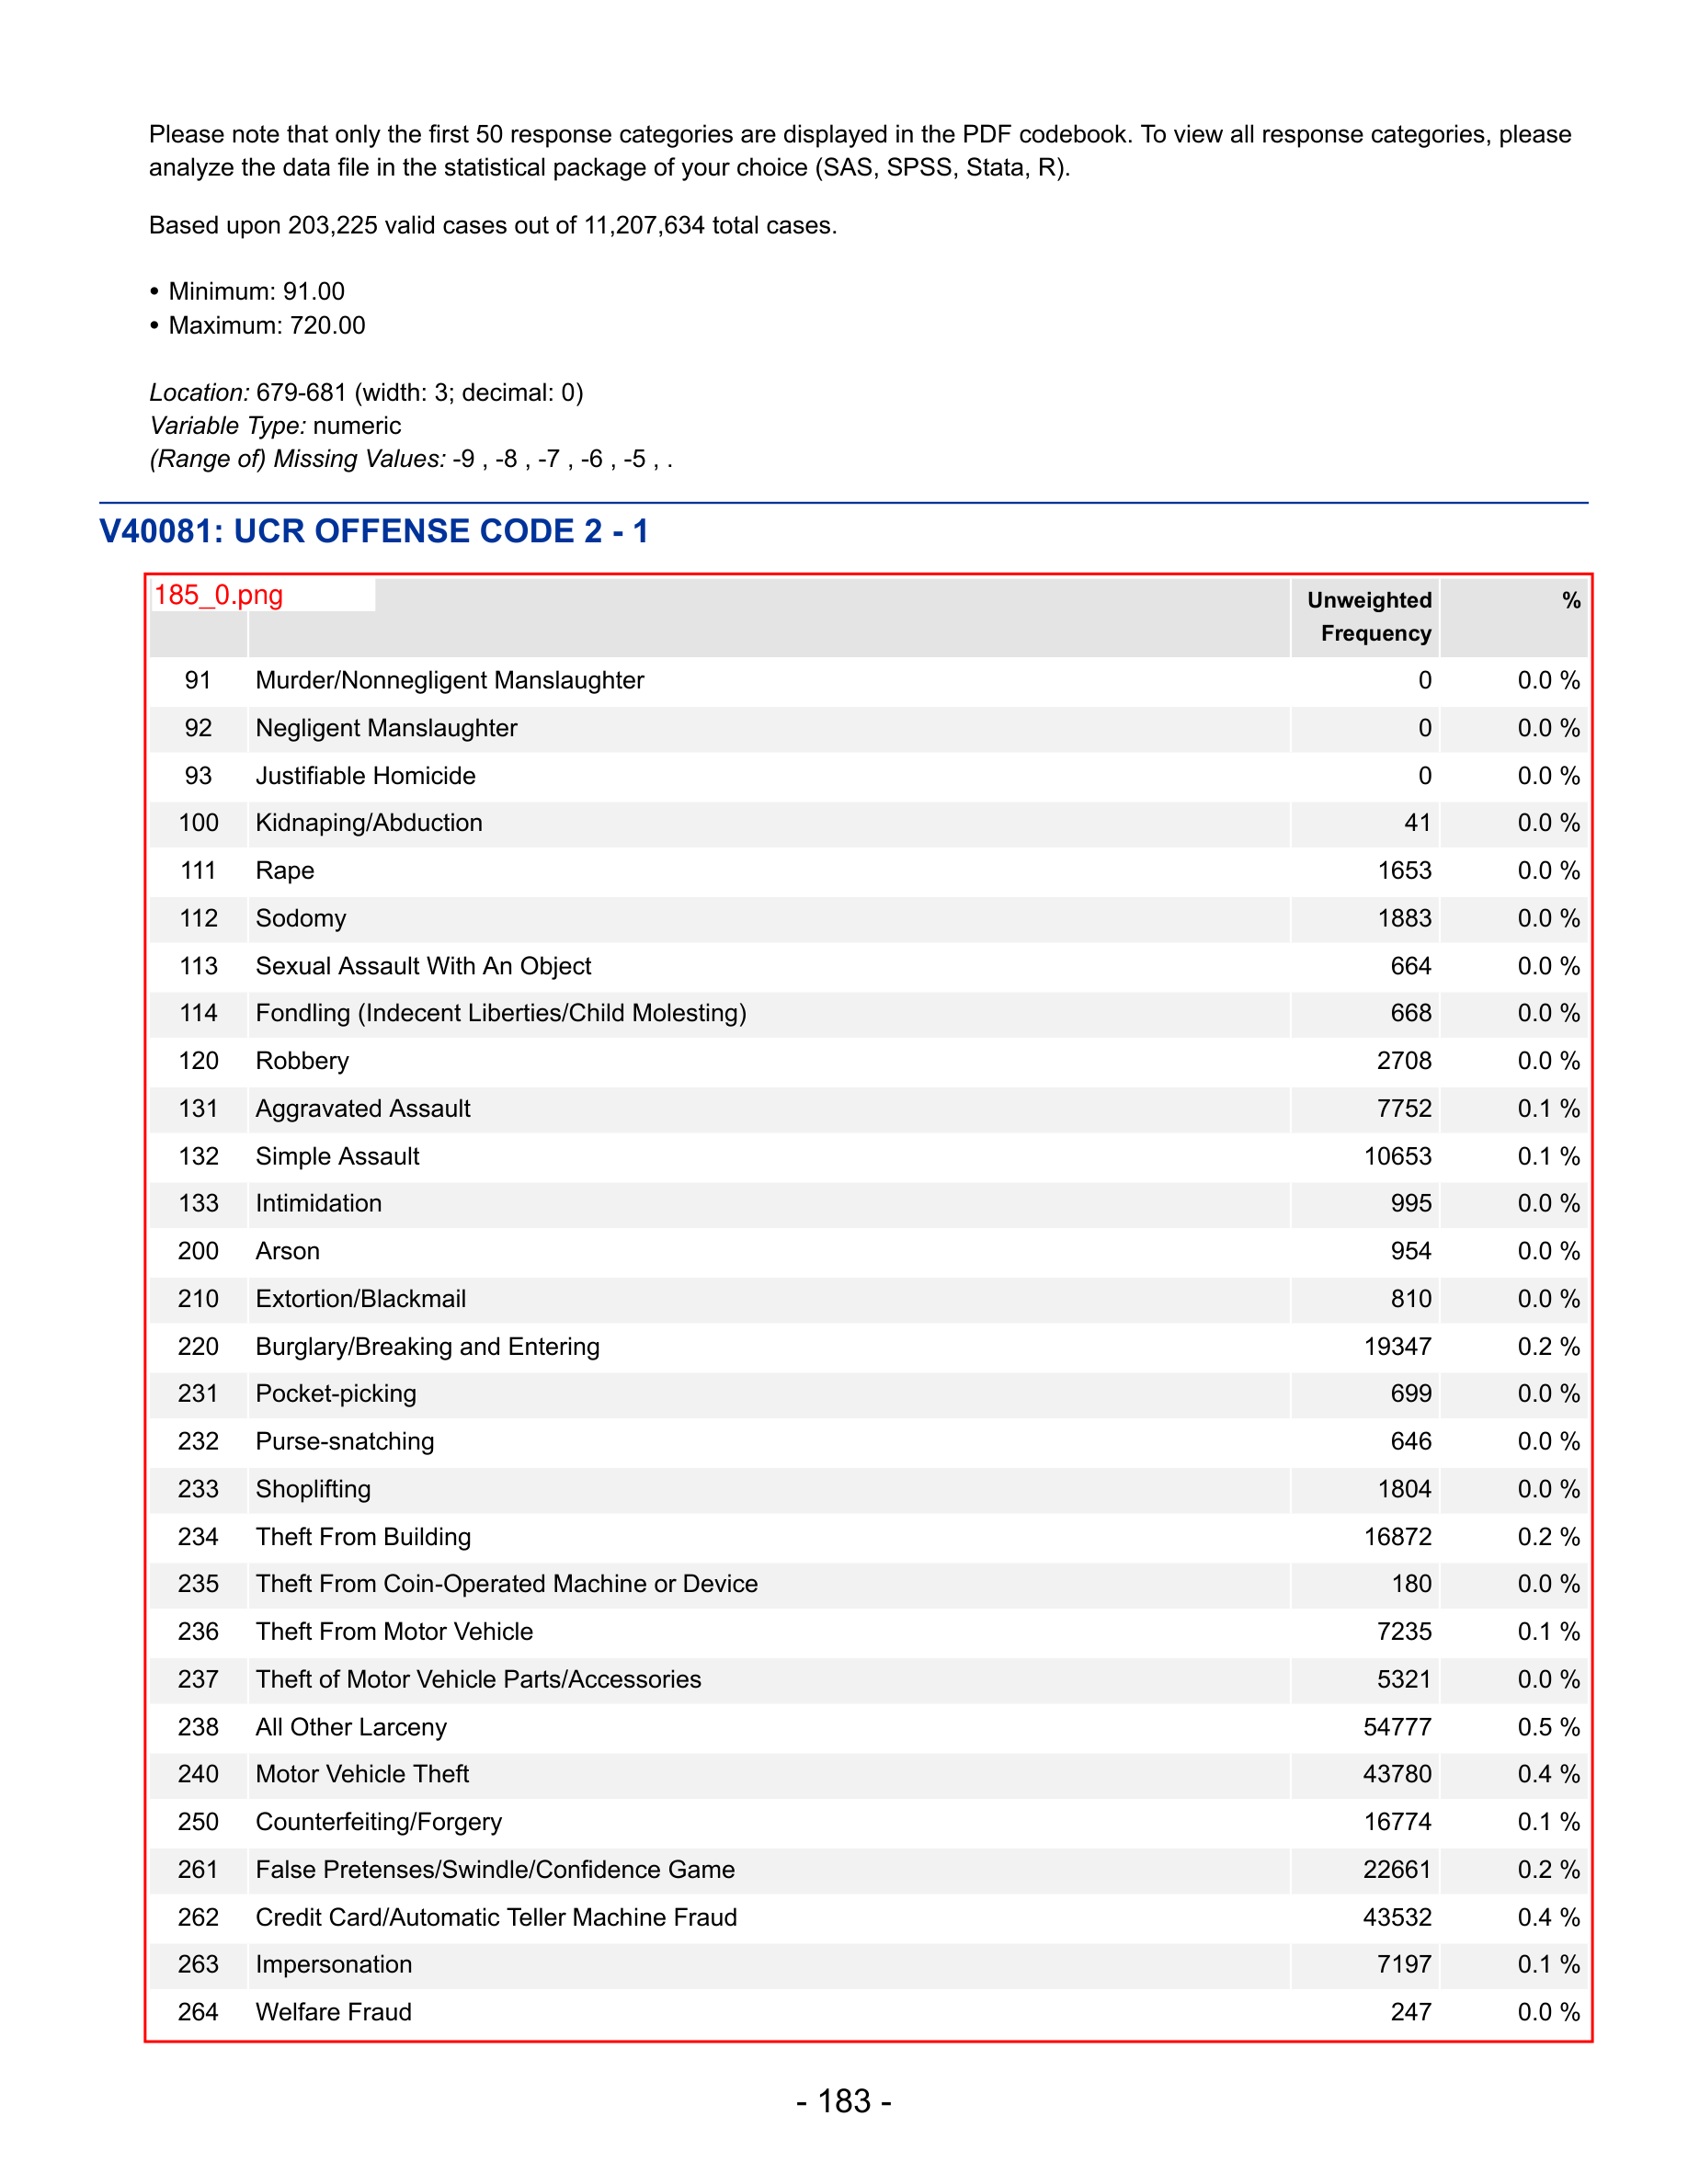 Please note that only the first 50 response categories are displayed in the PDF codebook. To view all response categories, please
analyze the data file in the statistical package of your choice (SAS, SPSS, Stata, R).
Based upon 203,225 valid cases out of 11,207,634 total cases.
• Minimum: 91.00
• Maximum: 720.00
Location: 679-681 (width: 3; decimal: 0)
Variable Type: numeric
(Range of) Missing Values: -9 , -8 , -7 , -6 , -5 , .
V40081: UCR OFFENSE CODE 2 - 1
185_0.png
Unweighted Frequency %
91 Murder/Nonnegligent Manslaughter 0 0.0 %
92 Negligent Manslaughter 0 0.0 %
93 Justifiable Homicide 0 0.0 %
100 Kidnaping/Abduction 41 0.0 %
111 Rape 1653 0.0 %
112 Sodomy 1883 0.0 %
113 Sexual Assault With An Object 664 0.0 %
114 Fondling (Indecent Liberties/Child Molesting) 668 0.0 %
120 Robbery 2708 0.0 %
131 Aggravated Assault 7752 0.1 %
132 Simple Assault 10653 0.1 %
133 Intimidation 995 0.0 %
200 Arson 954 0.0 %
210 Extortion/Blackmail 810 0.0 %
220 Burglary/Breaking and Entering 19347 0.2 %
231 Pocket-picking 699 0.0 %
232 Purse-snatching 646 0.0 %
233 Shoplifting 1804 0.0 %
234 Theft From Building 16872 0.2 %
235 Theft From Coin-Operated Machine or Device 180 0.0 %
236 Theft From Motor Vehicle 7235 0.1 %
237 Theft of Motor Vehicle Parts/Accessories 5321 0.0 %
238 All Other Larceny 54777 0.5 %
240 Motor Vehicle Theft 43780 0.4 %
250 Counterfeiting/Forgery 16774 0.1 %
261 False Pretenses/Swindle/Confidence Game 22661 0.2 %
262 Credit Card/Automatic Teller Machine Fraud 43532 0.4 %
263 Impersonation 7197 0.1 %
264 Welfare Fraud 247 0.0 %
- 183 -